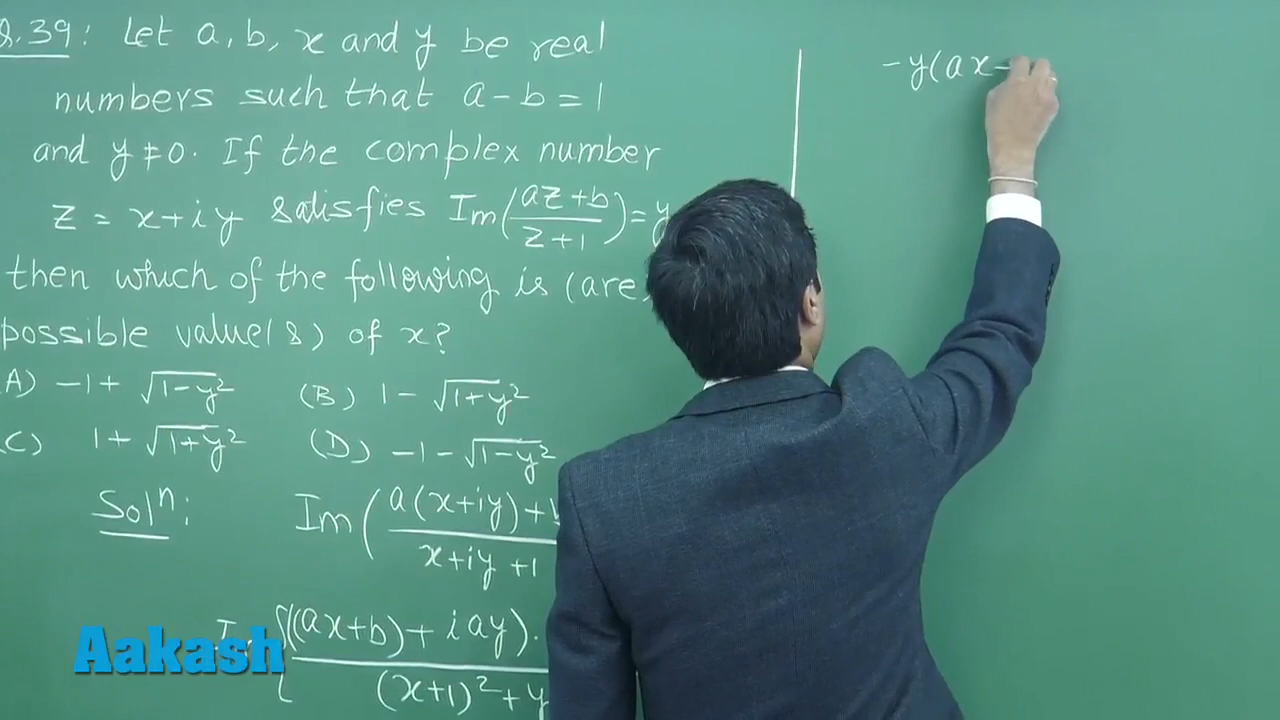 Q.39: Let a, b, x and y be real
numbers such that a - b = 1
and y ≠ 0. If the complex number
z = x + iy satisfies Im((az+b)/(z+1)) = y
then which of the following is (are)
possible value(s) of x?
(A) -1 + √(1-y²) (B) 1 - √(1+y²)
(C) 1 + √(1+y²) (D) -1 - √(1-y²)
Solⁿ:
Im( (a(x+iy)+b / x+iy+1
Im{ ((ax+b) + iay). / (x+1)² + y
-y(ax
Aakash